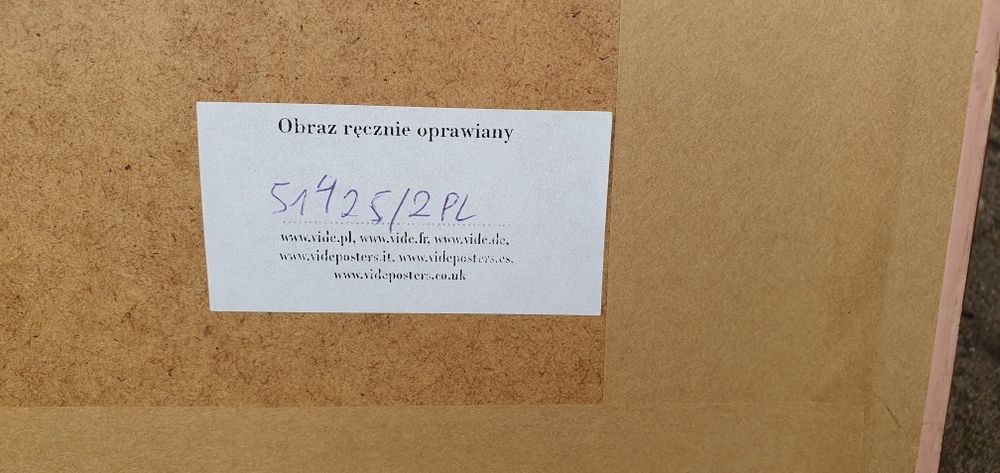 Obraz ręcznie oprawiany
51425/2PL
www.vide.pl, www.vide.fr, www.vide.de,
www.videposters.it, www.videposters.es,
www.videposters.co.uk